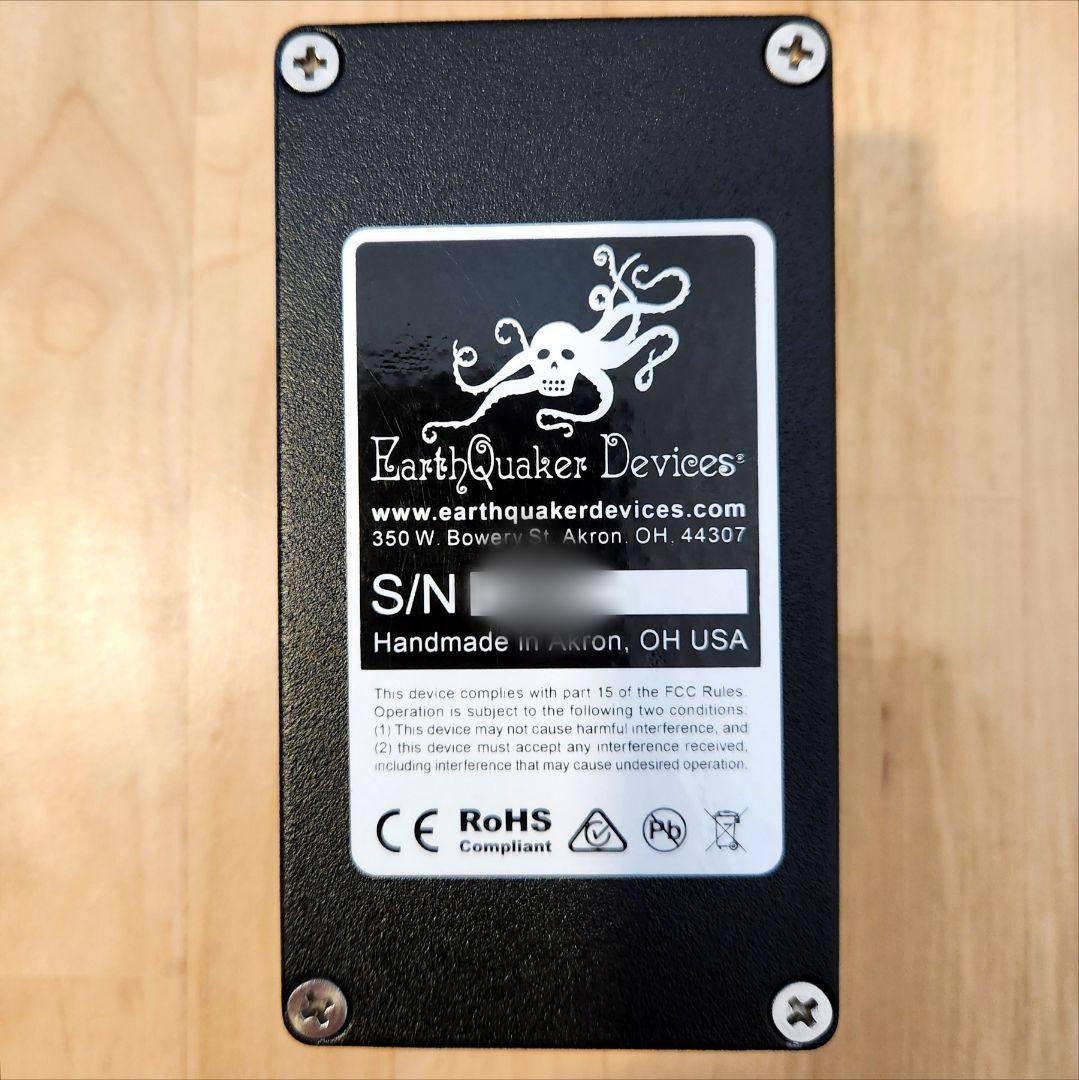 EarthQuaker Devices®
www.earthquakerdevices.com
350 W. Bowery St. Akron, OH. 44307
S/N
Handmade in Akron, OH USA
This device complies with part 15 of the FCC Rules.
Operation is subject to the following two conditions:
(1) This device may not cause harmful interference, and
(2) this device must accept any interference received,
including interference that may cause undesired operation.
CE RoHS Pb
Compliant